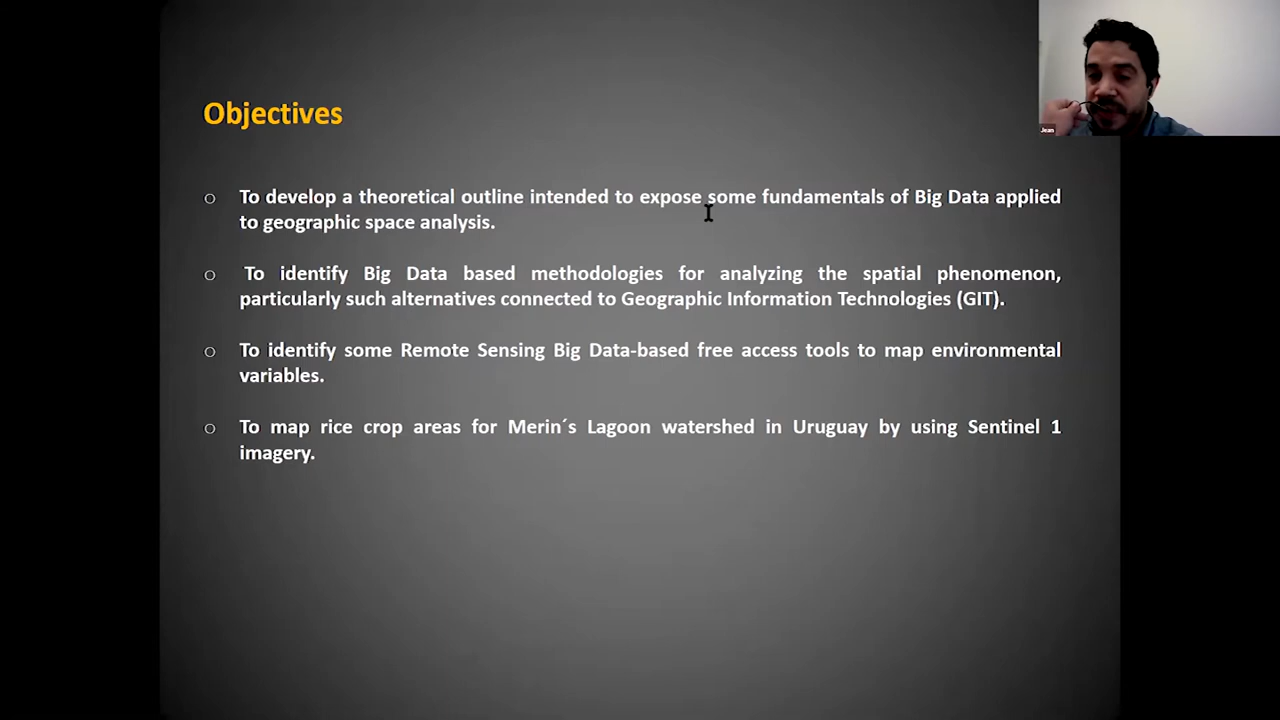 Objectives
Jean
○ To develop a theoretical outline intended to expose some fundamentals of Big Data applied
to geographic space analysis.
○ To identify Big Data based methodologies for analyzing the spatial phenomenon,
particularly such alternatives connected to Geographic Information Technologies (GIT).
○ To identify some Remote Sensing Big Data-based free access tools to map environmental
variables.
○ To map rice crop areas for Merin´s Lagoon watershed in Uruguay by using Sentinel 1
imagery.